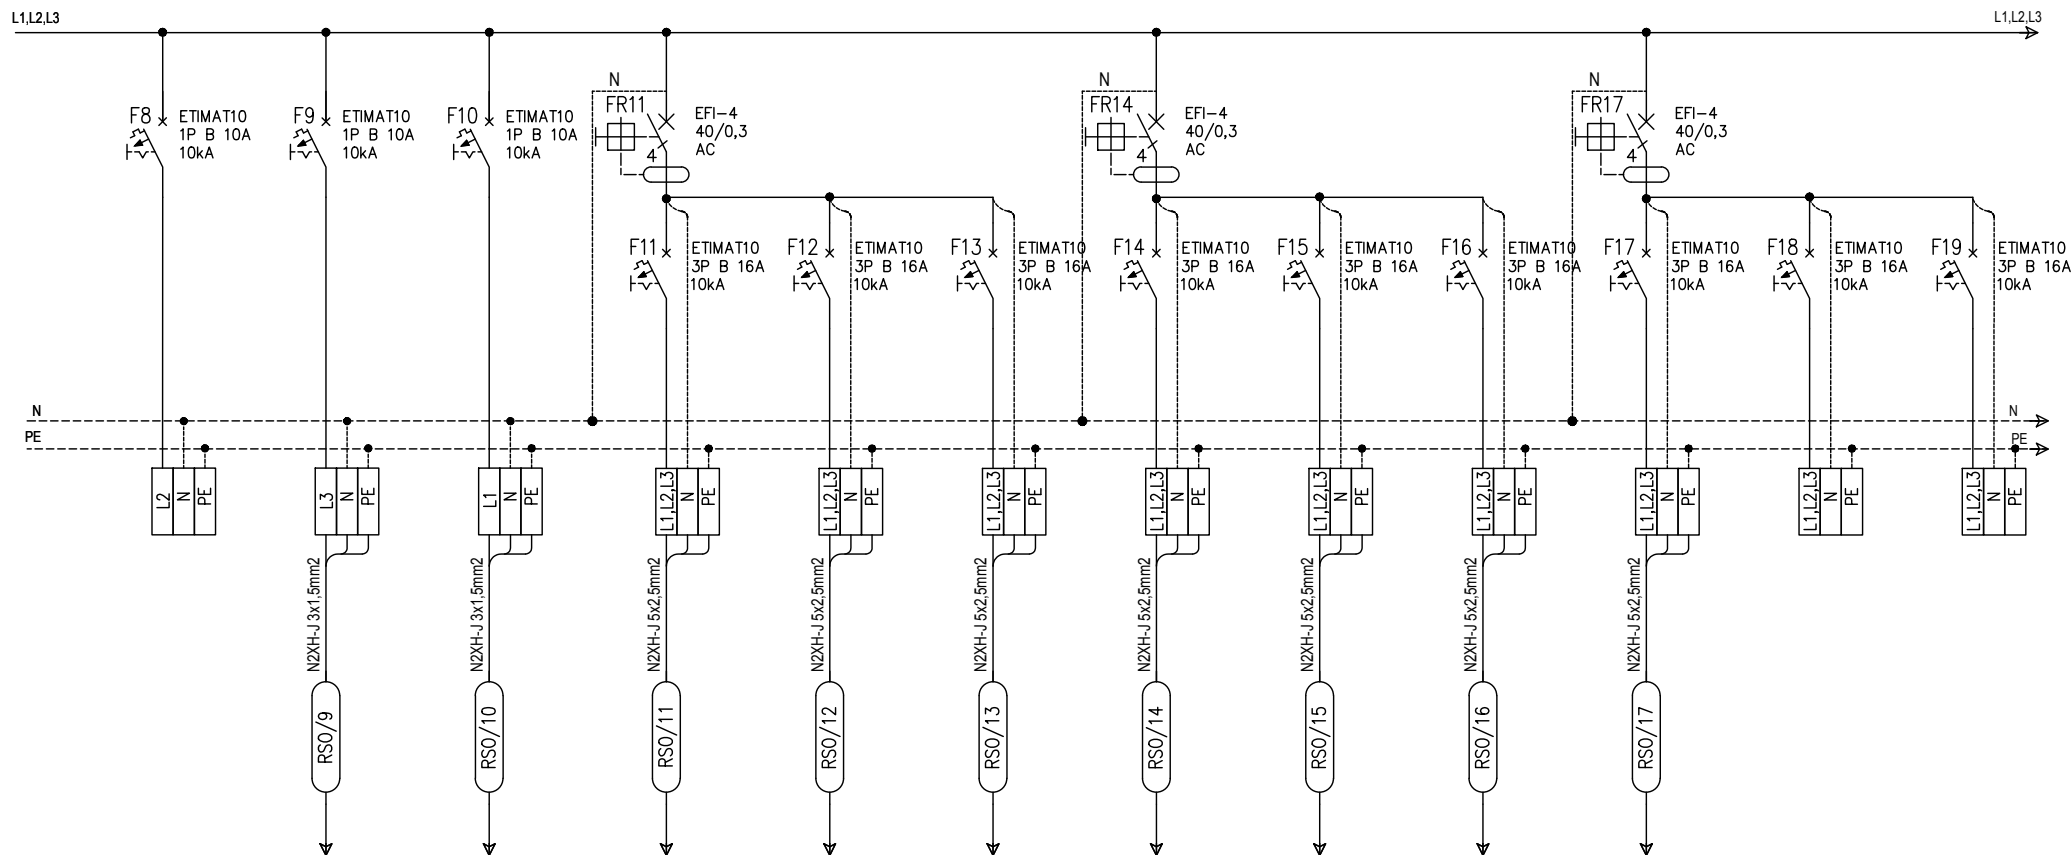 L1,L2,L3
L1,L2,L3
F8
ETIMAT10
1P B 10A
10kA
F9
ETIMAT10
1P B 10A
10kA
F10
ETIMAT10
1P B 10A
10kA
N
FR11
EFI-4
40/0,3
AC
4
N
FR14
EFI-4
40/0,3
AC
4
N
FR17
EFI-4
40/0,3
AC
4
F11
ETIMAT10
3P B 16A
10kA
F12
ETIMAT10
3P B 16A
10kA
F13
ETIMAT10
3P B 16A
10kA
F14
ETIMAT10
3P B 16A
10kA
F15
ETIMAT10
3P B 16A
10kA
F16
ETIMAT10
3P B 16A
10kA
F17
ETIMAT10
3P B 16A
10kA
F18
ETIMAT10
3P B 16A
10kA
F19
ETIMAT10
3P B 16A
10kA
N
N
PE
PE
L2
N
PE
L3
N
PE
L1
N
PE
L1,L2,L3
N
PE
L1,L2,L3
N
PE
L1,L2,L3
N
PE
L1,L2,L3
N
PE
L1,L2,L3
N
PE
L1,L2,L3
N
PE
L1,L2,L3
N
PE
L1,L2,L3
N
PE
L1,L2,L3
N
PE
N2XH-J 3x1,5mm2
N2XH-J 3x1,5mm2
N2XH-J 5x2,5mm2
N2XH-J 5x2,5mm2
N2XH-J 5x2,5mm2
N2XH-J 5x2,5mm2
N2XH-J 5x2,5mm2
N2XH-J 5x2,5mm2
N2XH-J 5x2,5mm2
RSO/9
RSO/10
RSO/11
RSO/12
RSO/13
RSO/14
RSO/15
RSO/16
RSO/17